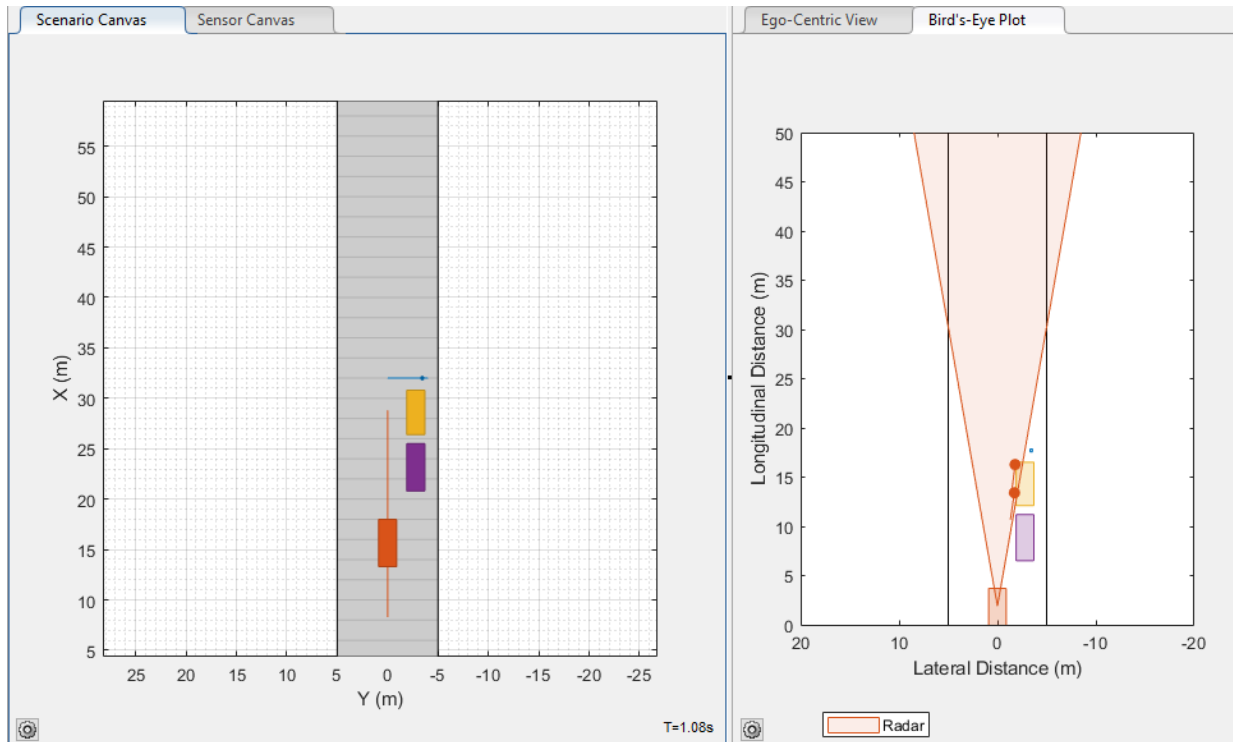 Scenario Canvas
Sensor Canvas
55
50
45
40
35
30
25
20
15
10
5
X (m)
25 20 15 10 5 0 -5 -10 -15 -20 -25
Y (m)
T=1.08s
Ego-Centric View
Bird's-Eye Plot
50
45
40
35
30
25
20
15
10
5
0
Longitudinal Distance (m)
20 10 0 -10 -20
Lateral Distance (m)
Radar